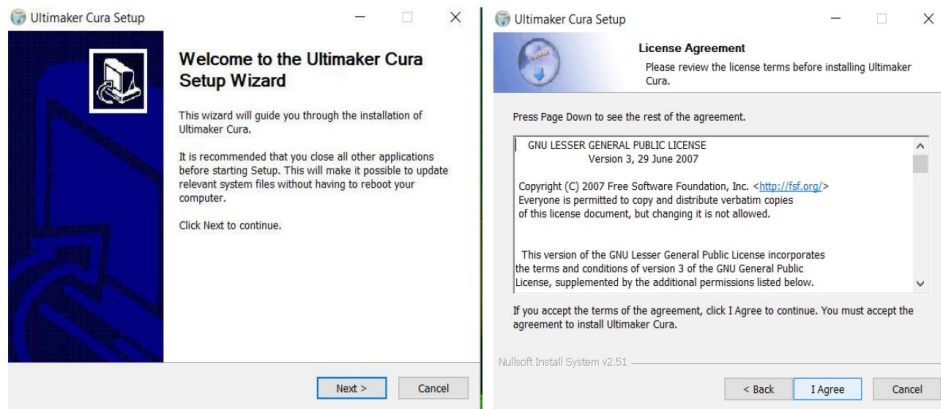 Ultimaker Cura Setup
Welcome to the Ultimaker Cura
Setup Wizard
This wizard will guide you through the installation of
Ultimaker Cura.
It is recommended that you close all other applications
before starting Setup. This will make it possible to update
relevant system files without having to reboot your
computer.
Click Next to continue.
Next >
Cancel
Ultimaker Cura Setup
License Agreement
Please review the license terms before installing Ultimaker
Cura.
Press Page Down to see the rest of the agreement.
GNU LESSER GENERAL PUBLIC LICENSE
Version 3, 29 June 2007
Copyright (C) 2007 Free Software Foundation, Inc. <http://fsf.org/>
Everyone is permitted to copy and distribute verbatim copies
of this license document, but changing it is not allowed.
This version of the GNU Lesser General Public License incorporates
the terms and conditions of version 3 of the GNU General Public
License, supplemented by the additional permissions listed below.
If you accept the terms of the agreement, click I Agree to continue. You must accept the
agreement to install Ultimaker Cura.
Nullsoft Install System v2.51
< Back
I Agree
Cancel